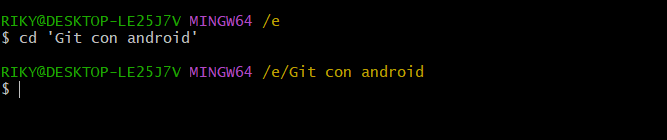 RIKY@DESKTOP-LE25J7V MINGW64 /e
$ cd 'Git con android'
RIKY@DESKTOP-LE25J7V MINGW64 /e/Git con android
$